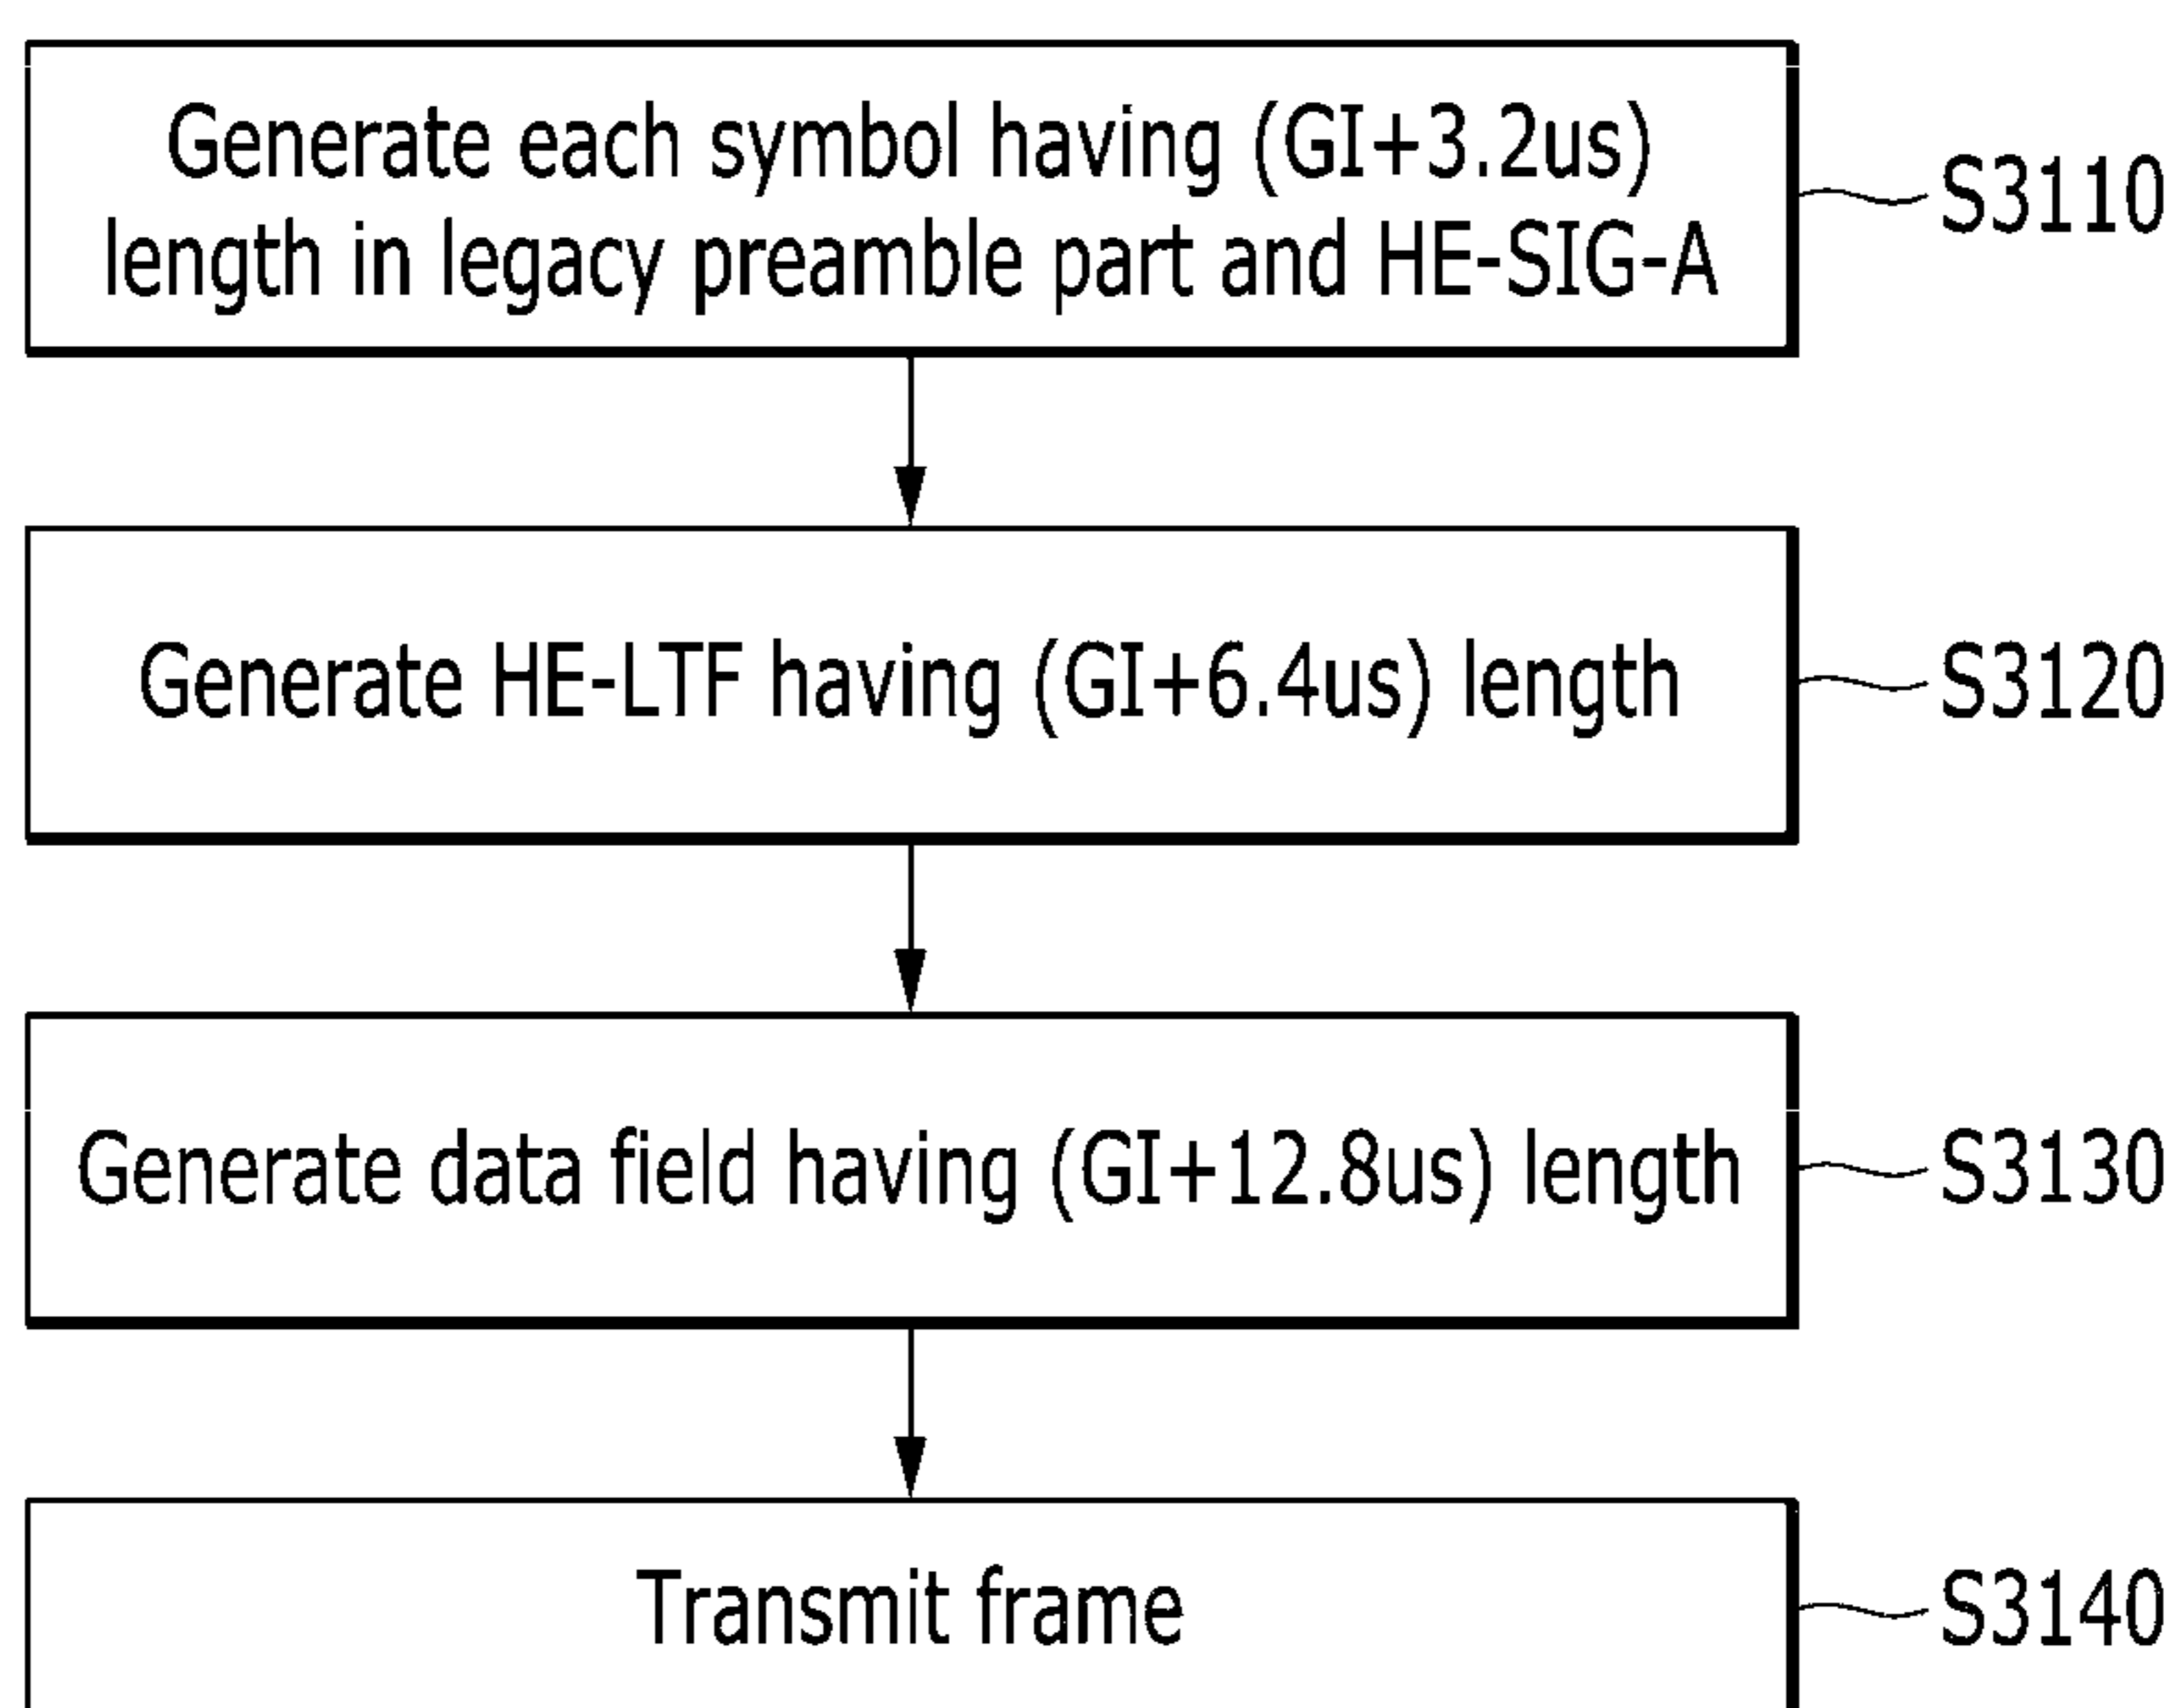 Generate each symbol having (GI+3.2us)
length in legacy preamble part and HE-SIG-A
S3110
Generate HE-LTF having (GI+6.4us) length
S3120
Generate data field having (GI+12.8us) length
S3130
Transmit frame
S3140